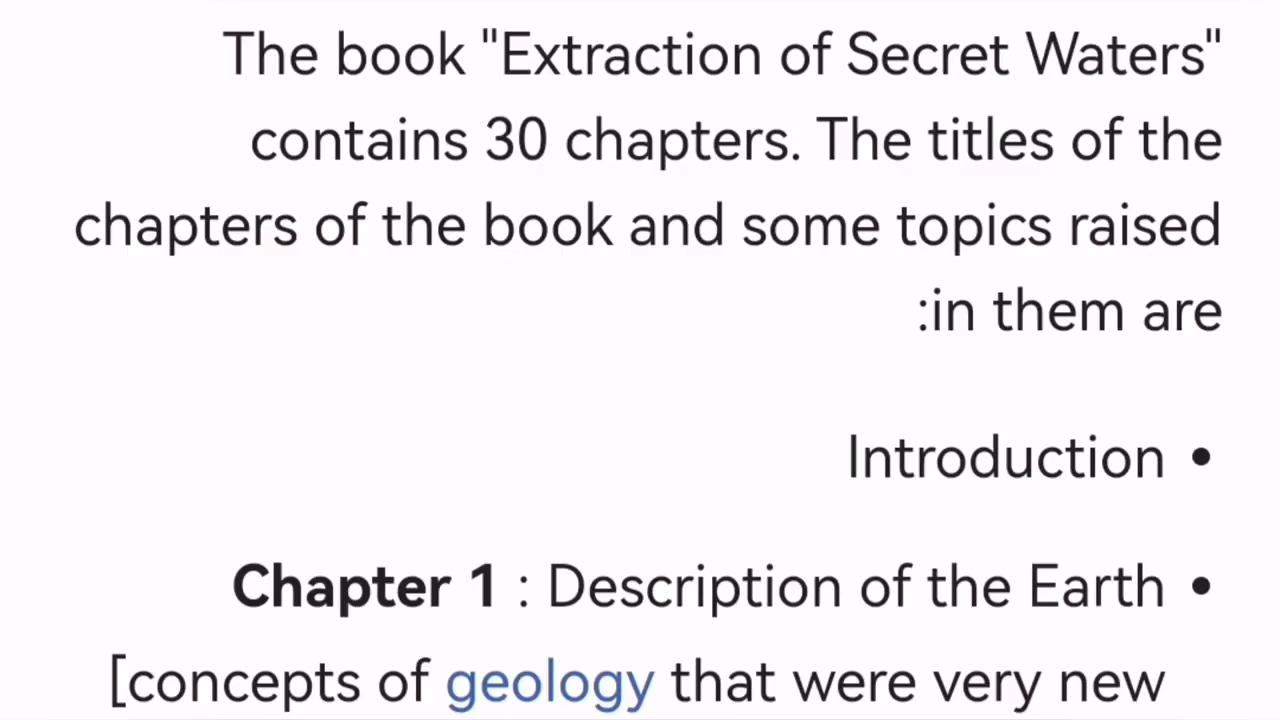 The book "Extraction of Secret Waters"
contains 30 chapters. The titles of the
chapters of the book and some topics raised
:in them are
Introduction •
Chapter 1 : Description of the Earth •
[concepts of geology that were very new